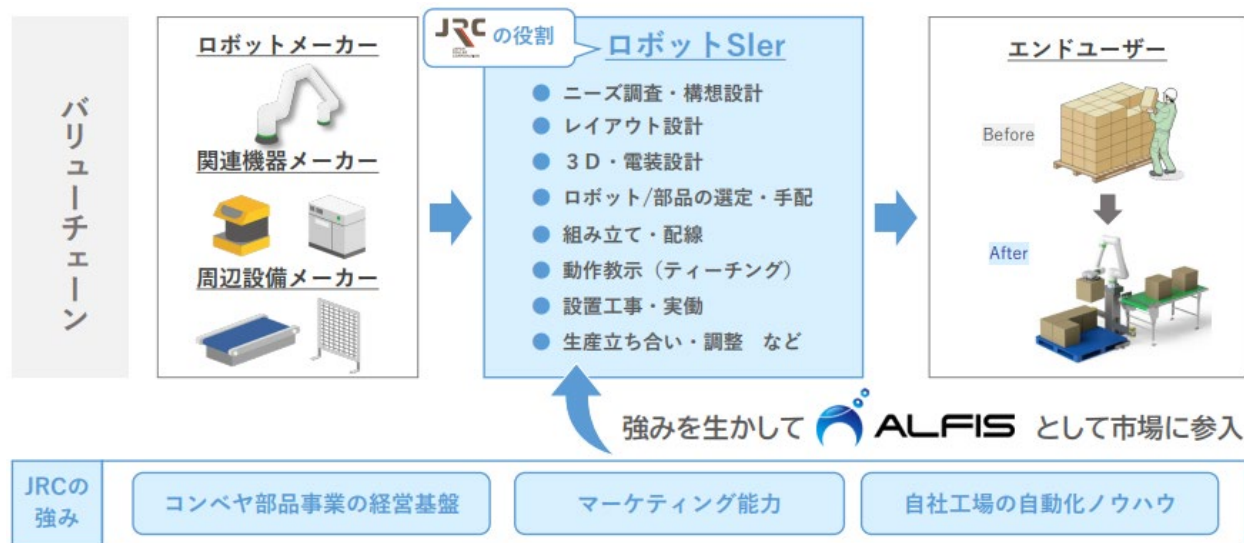 バリューチェーン
ロボットメーカー
関連機器メーカー
周辺設備メーカー
JRC の役割
ロボットSIer
● ニーズ調査・構想設計
● レイアウト設計
● 3D・電装設計
● ロボット/部品の選定・手配
● 組み立て・配線
● 動作教示(ティーチング)
● 設置工事・実働
● 生産立ち合い・調整 など
エンドユーザー
Before
After
強みを生かして ALFIS として市場に参入
JRCの
強み
コンベヤ部品事業の経営基盤
マーケティング能力
自社工場の自動化ノウハウ